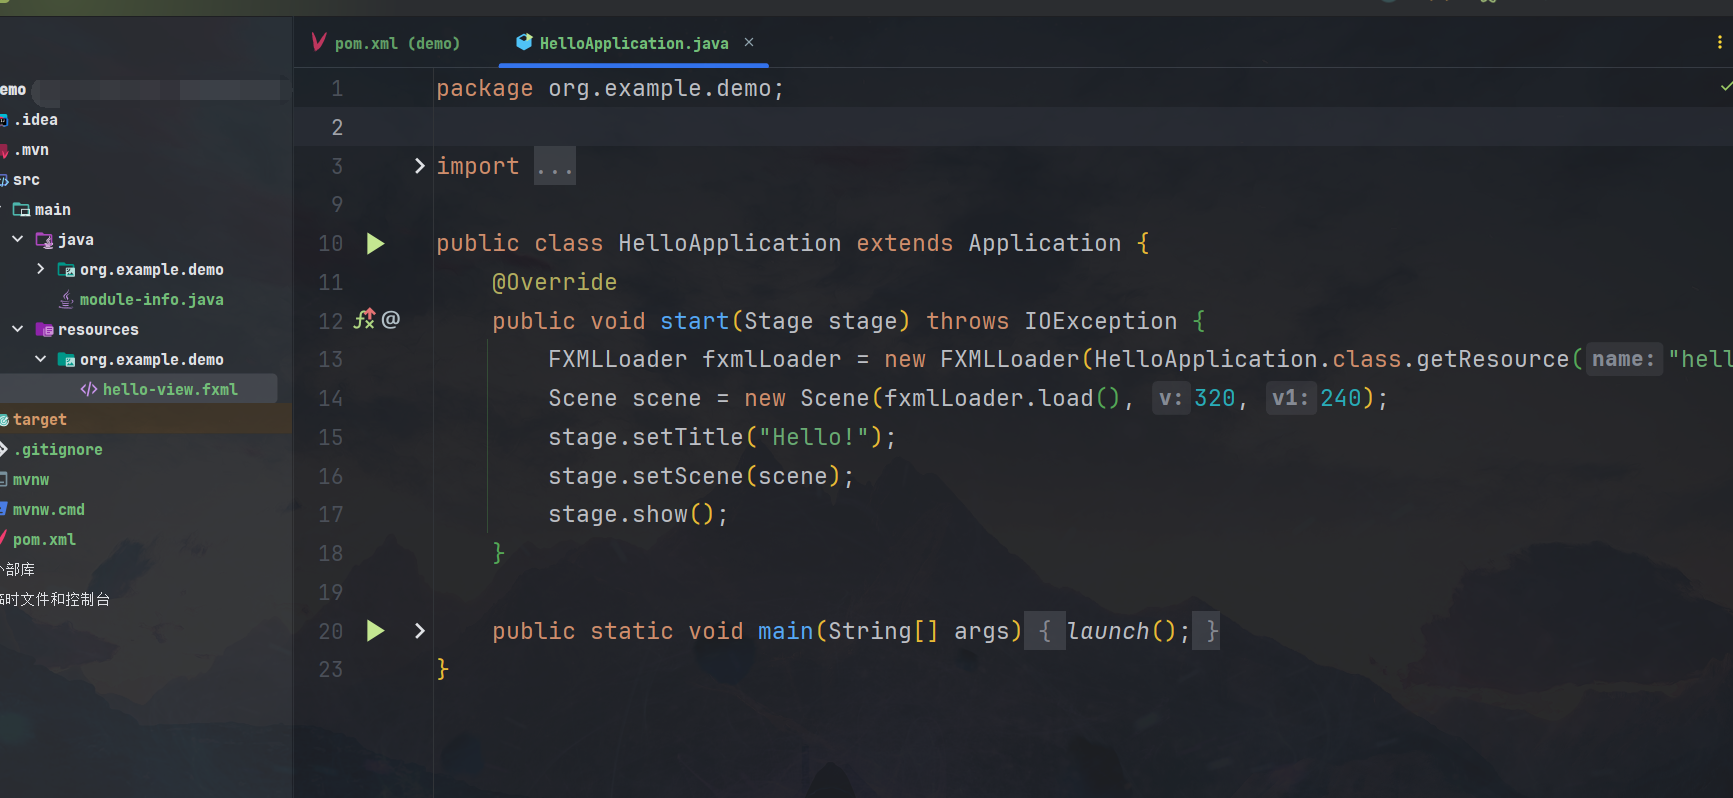 pom.xml (demo)
HelloApplication.java
emo
.idea
.mvn
src
main
java
org.example.demo
module-info.java
resources
org.example.demo
hello-view.fxml
target
.gitignore
mvnw
mvnw.cmd
pom.xml
部库
时文件和控制台
1 package org.example.demo;
2
3 import ...
9
10 public class HelloApplication extends Application {
11 @Override
12 public void start(Stage stage) throws IOException {
13 FXMLLoader fxmlLoader = new FXMLLoader(HelloApplication.class.getResource( name: "hell
14 Scene scene = new Scene(fxmlLoader.load(), v: 320, v1: 240);
15 stage.setTitle("Hello!");
16 stage.setScene(scene);
17 stage.show();
18 }
19
20 public static void main(String[] args) { launch(); }
23 }